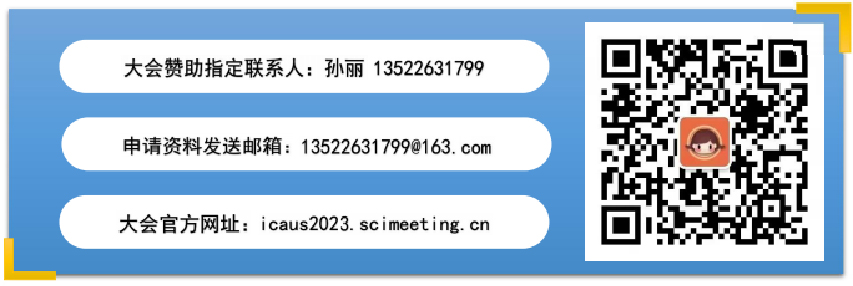 大会赞助指定联系人：孙丽 13522631799
申请资料发送邮箱：13522631799@163.com
大会官方网址：icaus2023.scimeeting.cn